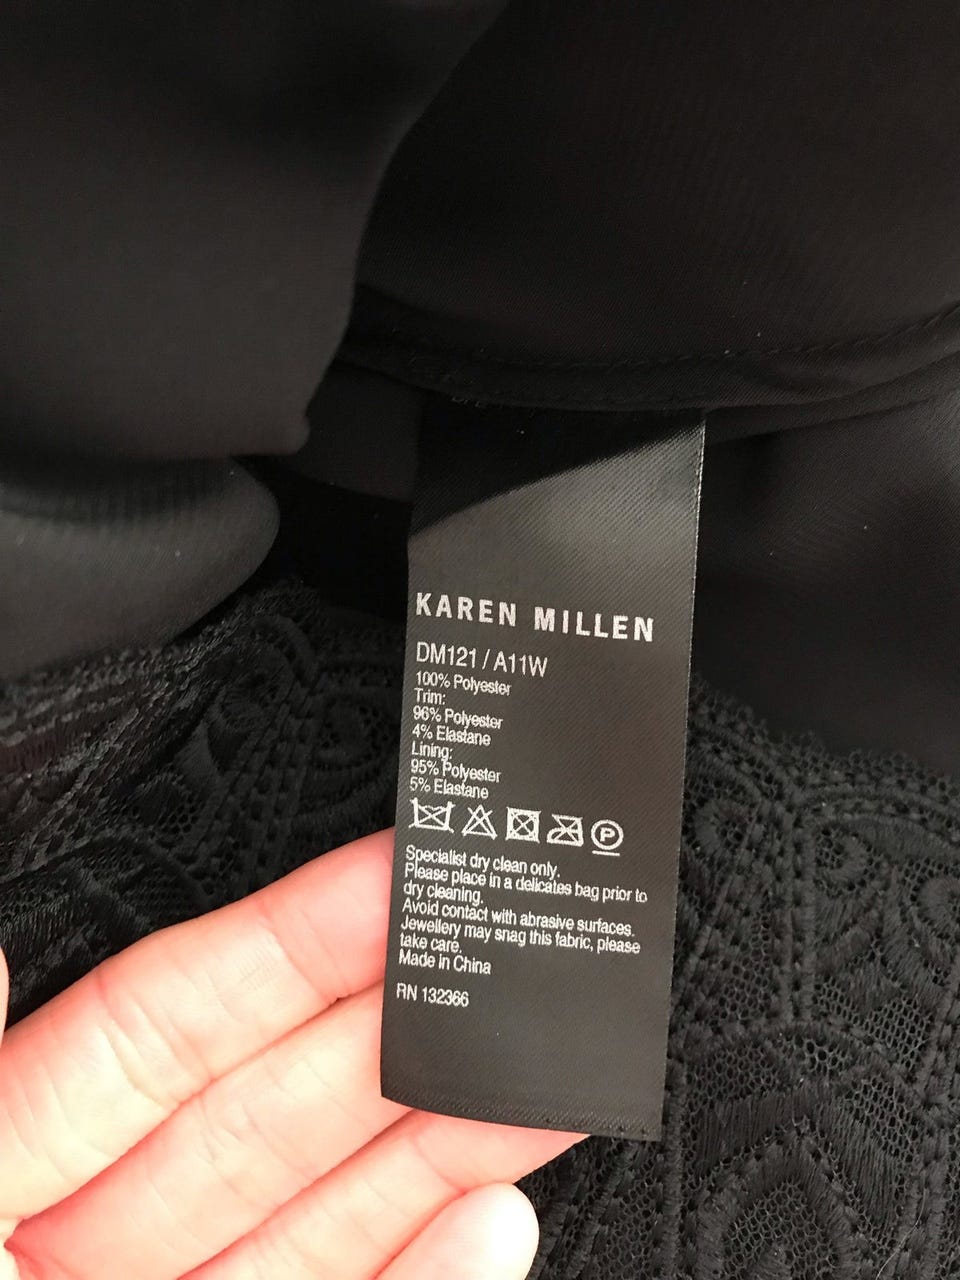 KAREN MILLEN
DM121 / A11W
100% Polyester
Trim:
96% Polyester
4% Elastane
Lining:
95% Polyester
5% Elastane
P
Specialist dry clean only.
Please place in a delicates bag prior to
dry cleaning.
Avoid contact with abrasive surfaces.
Jewellery may snag this fabric, please
take care.
Made in China
RN 132366